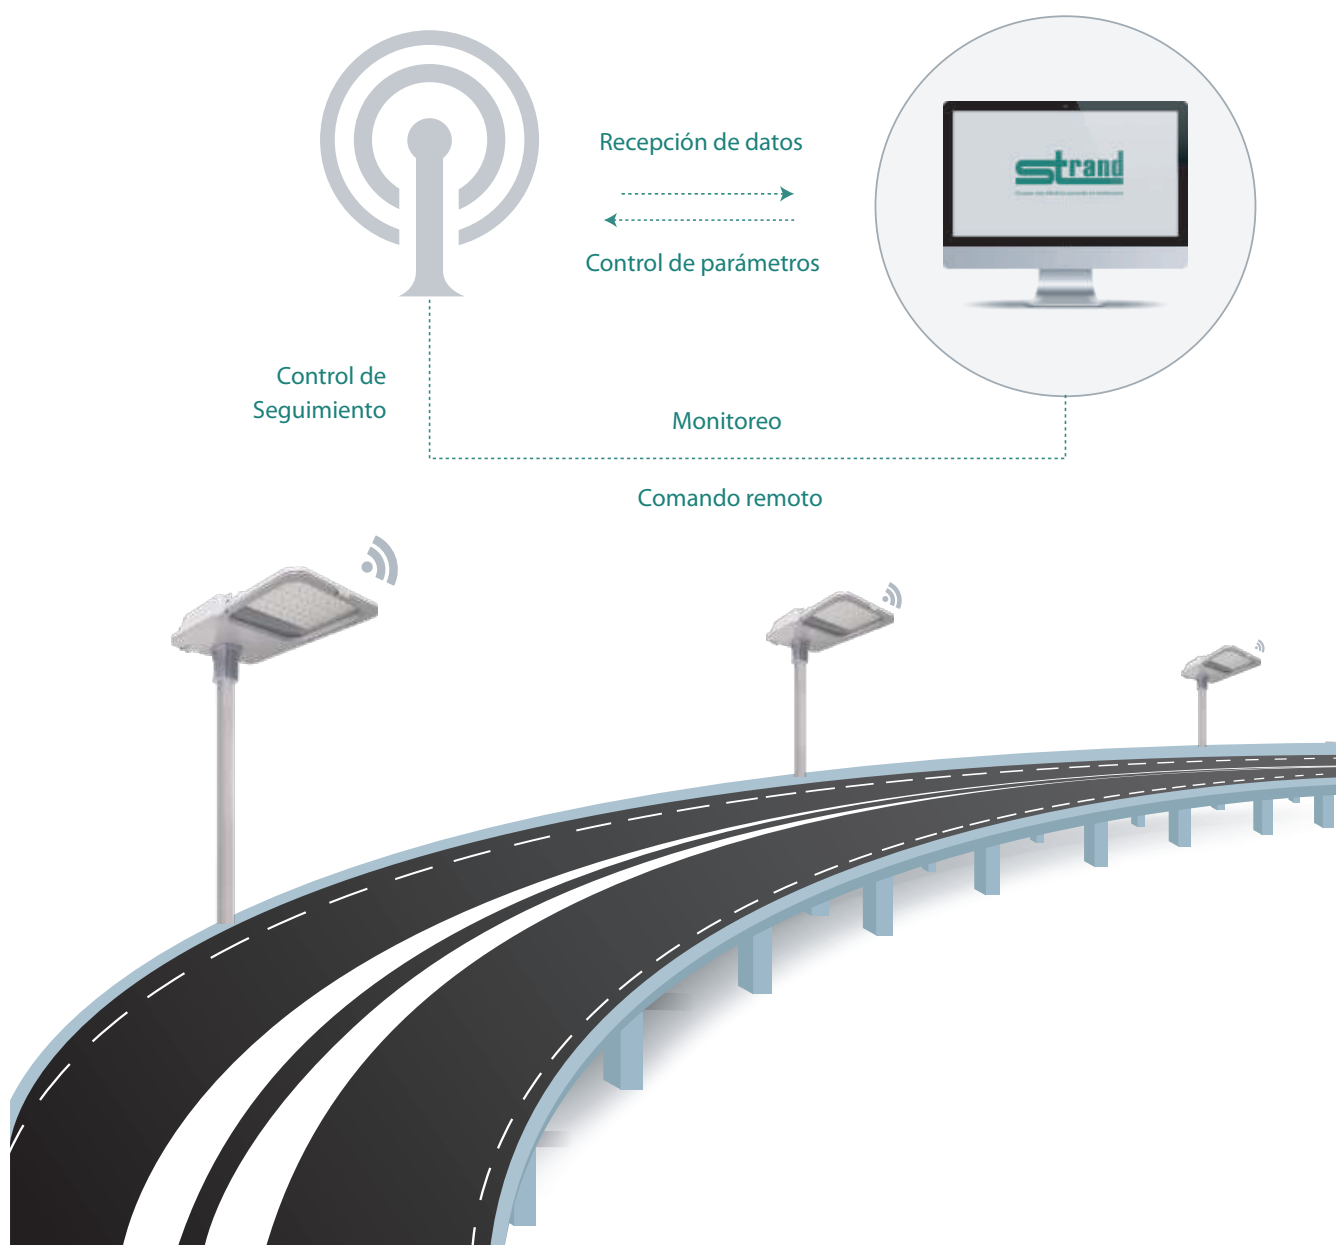 Recepción de datos
strand
Control de parámetros
Control de
Seguimiento
Monitoreo
Comando remoto